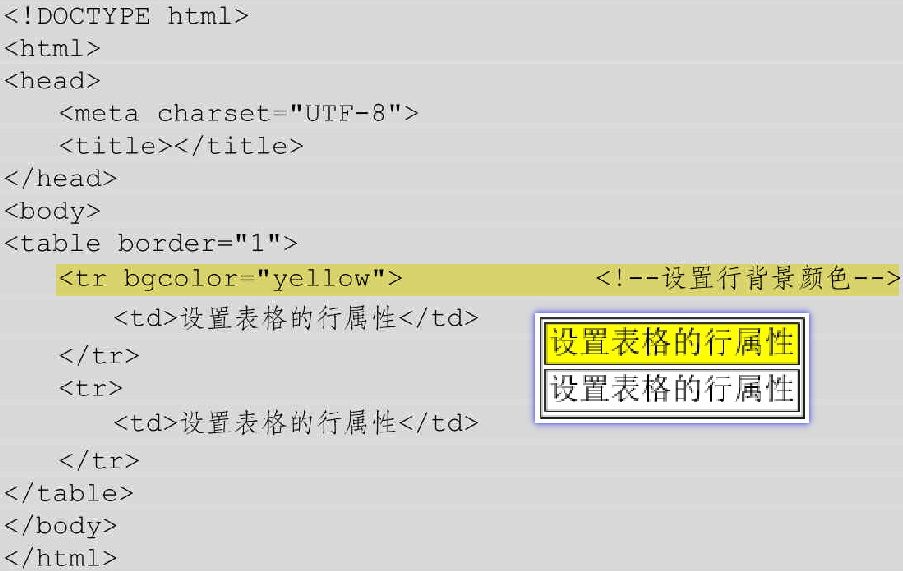 <!DOCTYPE html>
<html>
<head>
<meta charset="UTF-8">
<title></title>
</head>
<body>
<table border="1">
<tr bgcolor="yellow"> <!--设置行背景颜色-->
<td>设置表格的行属性</td>
设置表格的行属性
</tr>
<tr>
设置表格的行属性
<td>设置表格的行属性</td>
</tr>
</table>
</body>
</html>